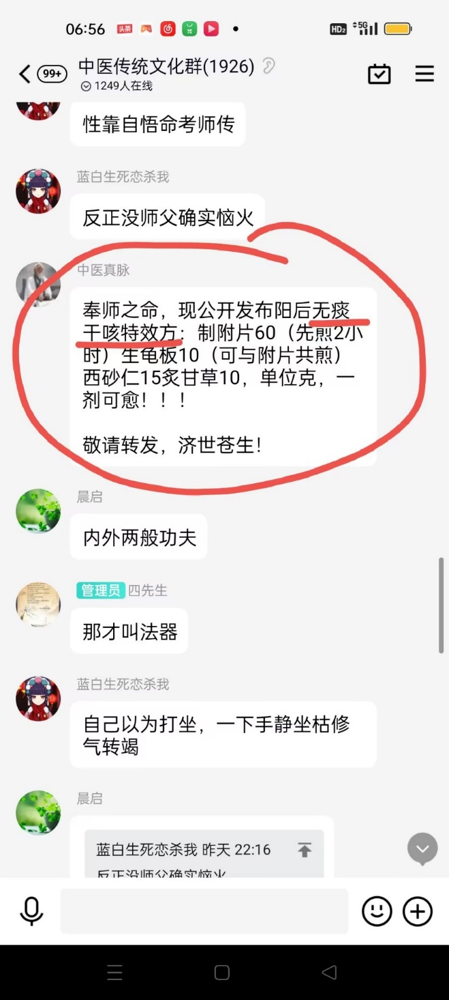 06:56
头条
HD2 5G
99+
中医传统文化群(1926)
1249人在线
性靠自悟命考师传
蓝白生死恋杀我
反正没师父确实恼火
中医真脉
奉师之命，现公开发布阳后无痰
干咳特效方：制附片60（先煎2小
时）生龟板10（可与附片共煎）
西砂仁15炙甘草10，单位克，一
剂可愈！！！
敬请转发，济世苍生！
晨启
内外两般功夫
管理员 四先生
那才叫法器
蓝白生死恋杀我
自己以为打坐，一下手静坐枯修
气转竭
晨启
蓝白生死恋杀我 昨天 22:16
反正没师父确实恼火